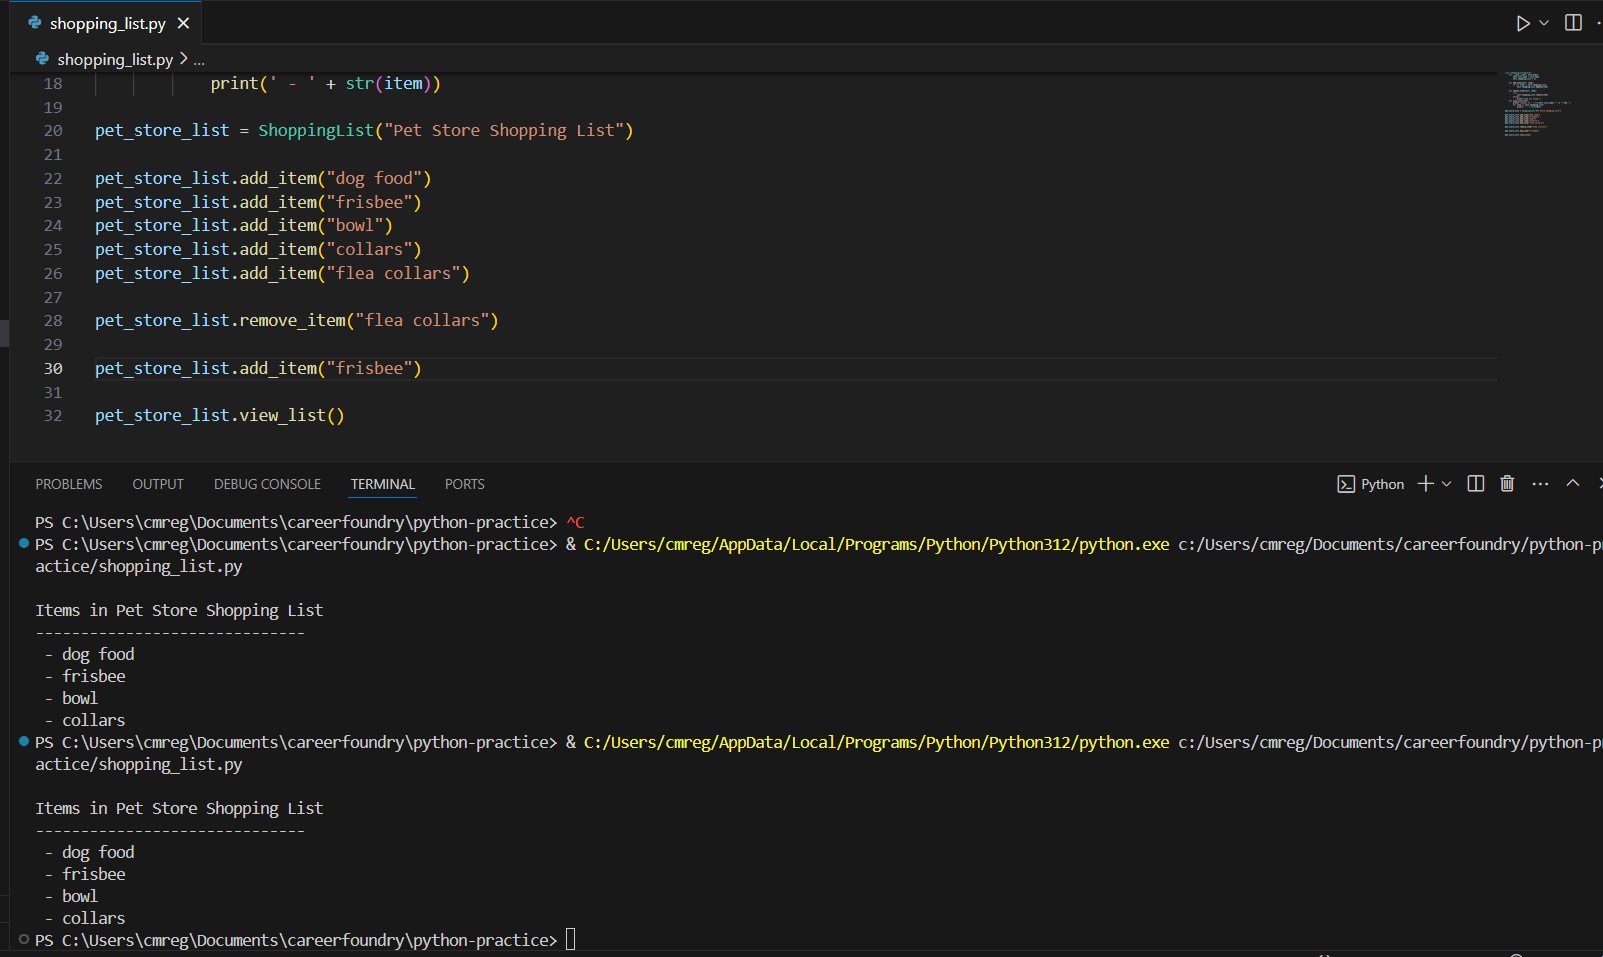 shopping_list.py
shopping_list.py > ...
18 print(' - ' + str(item))
19
20 pet_store_list = ShoppingList("Pet Store Shopping List")
21
22 pet_store_list.add_item("dog food")
23 pet_store_list.add_item("frisbee")
24 pet_store_list.add_item("bowl")
25 pet_store_list.add_item("collars")
26 pet_store_list.add_item("flea collars")
27
28 pet_store_list.remove_item("flea collars")
29
30 pet_store_list.add_item("frisbee")
31
32 pet_store_list.view_list()
PROBLEMS OUTPUT DEBUG CONSOLE TERMINAL PORTS Python
PS C:\Users\cmreg\Documents\careerfoundry\python-practice> ^C
PS C:\Users\cmreg\Documents\careerfoundry\python-practice> & C:/Users/cmreg/AppData/Local/Programs/Python/Python312/python.exe c:/Users/cmreg/Documents/careerfoundry/python-pr
actice/shopping_list.py
Items in Pet Store Shopping List
------------------------------
- dog food
- frisbee
- bowl
- collars
PS C:\Users\cmreg\Documents\careerfoundry\python-practice> & C:/Users/cmreg/AppData/Local/Programs/Python/Python312/python.exe c:/Users/cmreg/Documents/careerfoundry/python-pr
actice/shopping_list.py
Items in Pet Store Shopping List
------------------------------
- dog food
- frisbee
- bowl
- collars
PS C:\Users\cmreg\Documents\careerfoundry\python-practice>